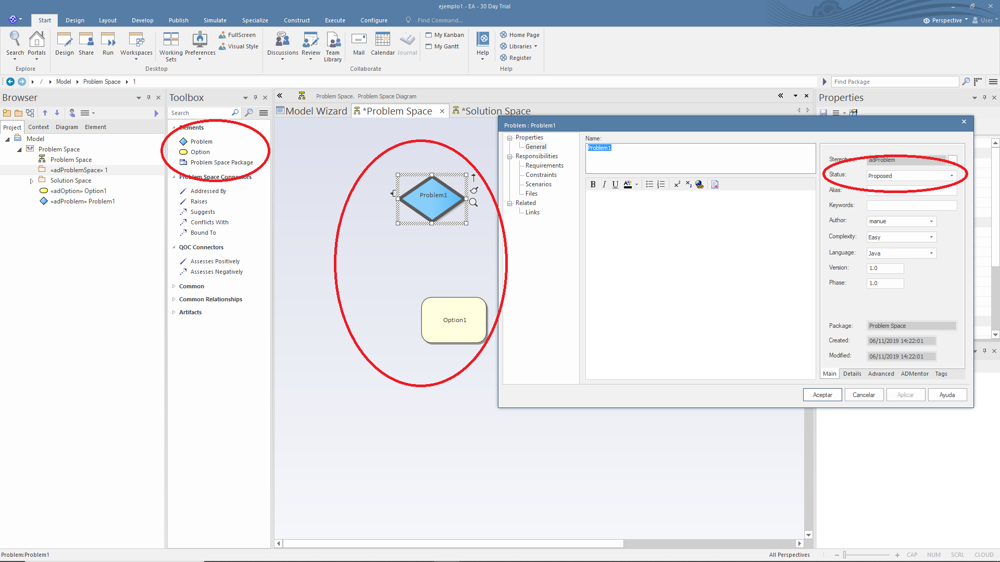 ejemplo1 - EA - 30 Day Trial
Start Design Layout Develop Publish Simulate Specialize Construct Execute Configure Find Command... Perspective User
Search Portals Design Share Run Workspaces Working Sets Preferences FullScreen Visual Style Discussions Review Team Library Mail Calendar Journal My Kanban My Gantt Help Home Page Libraries Register
Explore Desktop Collaborate Help
/ Model Problem Space 1 Find Package
Browser
Project Context Diagram Element
Model
Problem Space
Problem Space
«adProblemSpace» 1
Solution Space
«adOption» Option1
«adProblem» Problem1
Toolbox
Search
Elements
Problem
Option
Problem Space Package
Problem Space Connectors
Addressed By
Raises
Suggests
Conflicts With
Bound To
QOC Connectors
Assesses Positively
Assesses Negatively
Common
Common Relationships
Artifacts
Problem Space. Problem Space Diagram
Model Wizard *Problem Space *Solution Space
Problem1
Option1
Properties
Problem : Problem1
Properties
General
Responsibilities
Requirements
Constraints
Scenarios
Files
Related
Links
Name:
Problem1
B I U
Stereotype: adProblem
Status: Proposed
Alias:
Keywords:
Author: manue
Complexity: Easy
Language: Java
Version: 1.0
Phase: 1.0
Package: Problem Space
Created: 06/11/2019 14:22:01
Modified: 06/11/2019 14:22:01
Main Details Advanced ADMentor Tags
Aceptar Cancelar Aplicar Ayuda
Problem:Problem1
All Perspectives CAP NUM SCRL CLOUD